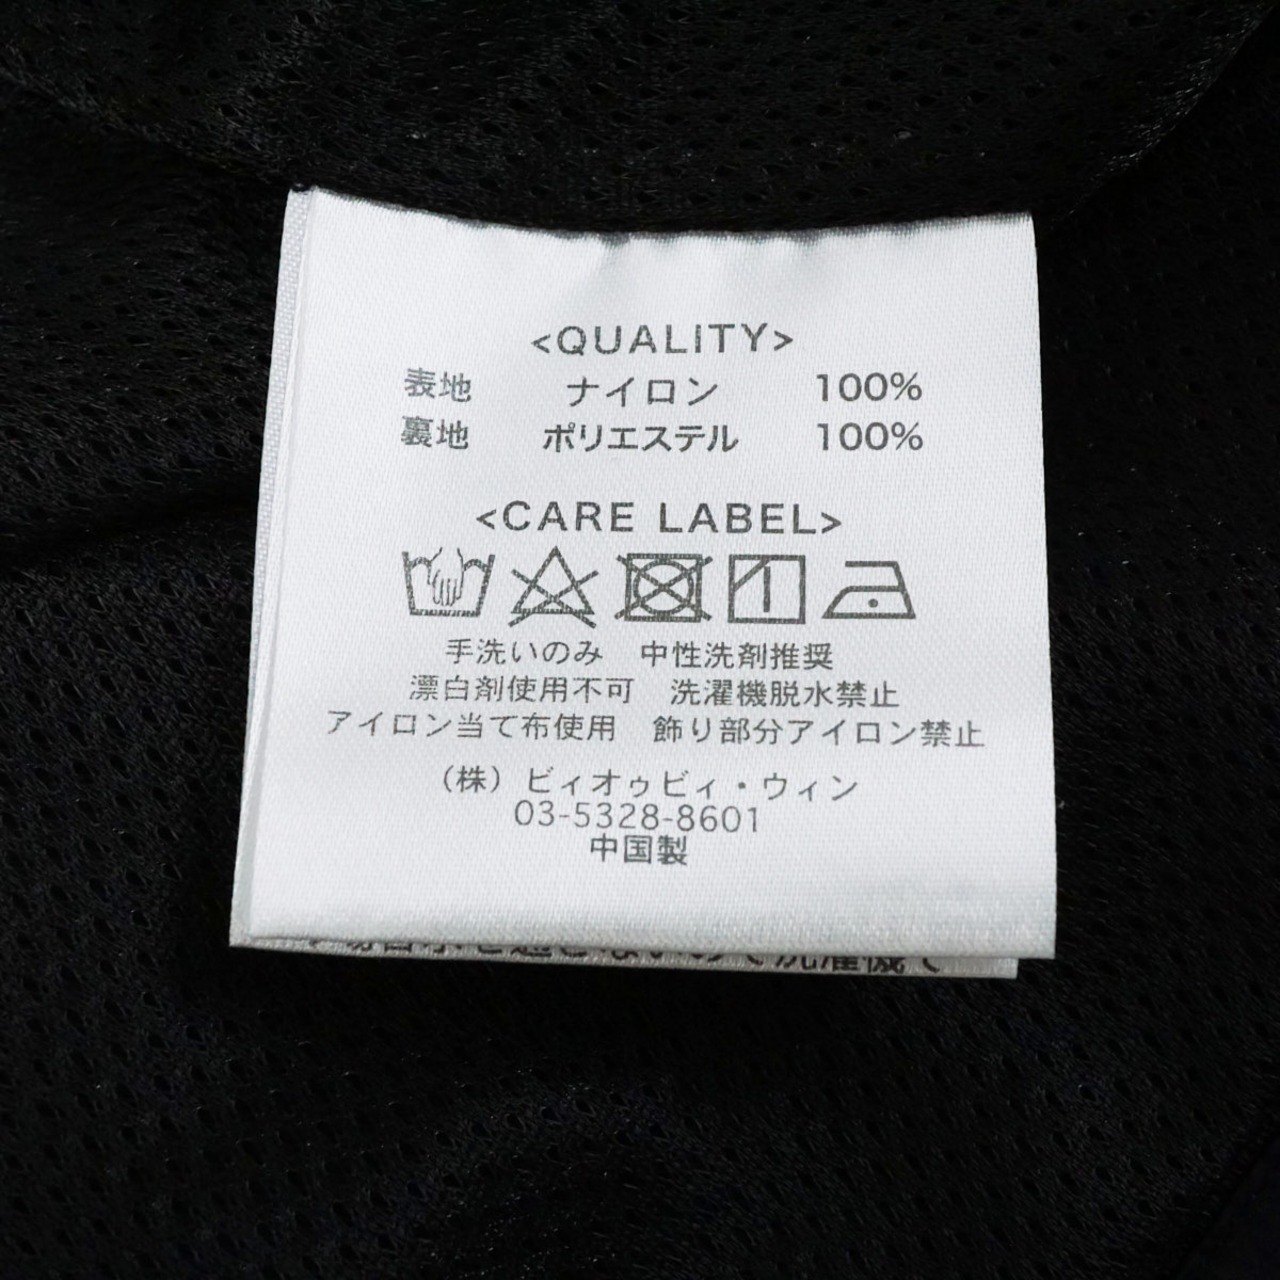 <QUALITY>
表地 ナイロン 100%
裏地 ポリエステル 100%
<CARE LABEL>
手洗いのみ 中性洗剤推奨
漂白剤使用不可 洗濯機脱水禁止
アイロン当て布使用 飾り部分アイロン禁止
（株）ビィオゥビィ・ウィン
03-5328-8601
中国製